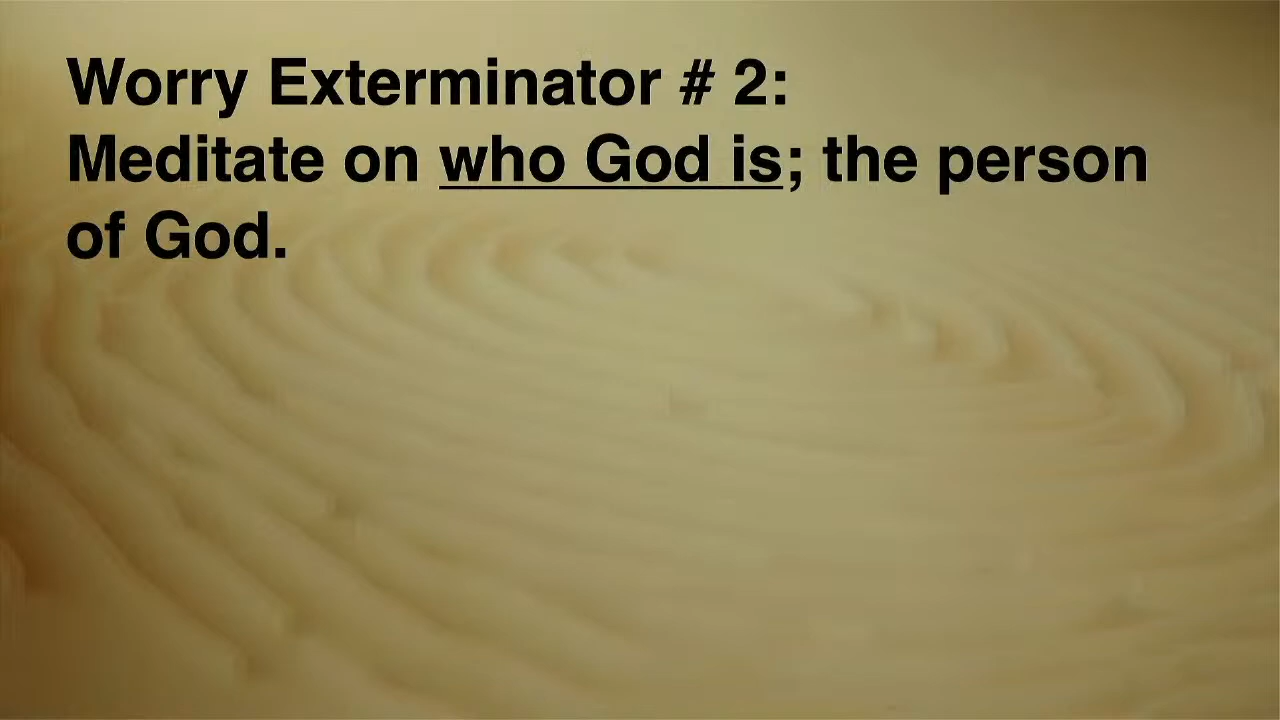 Worry Exterminator # 2:
Meditate on who God is; the person
of God.